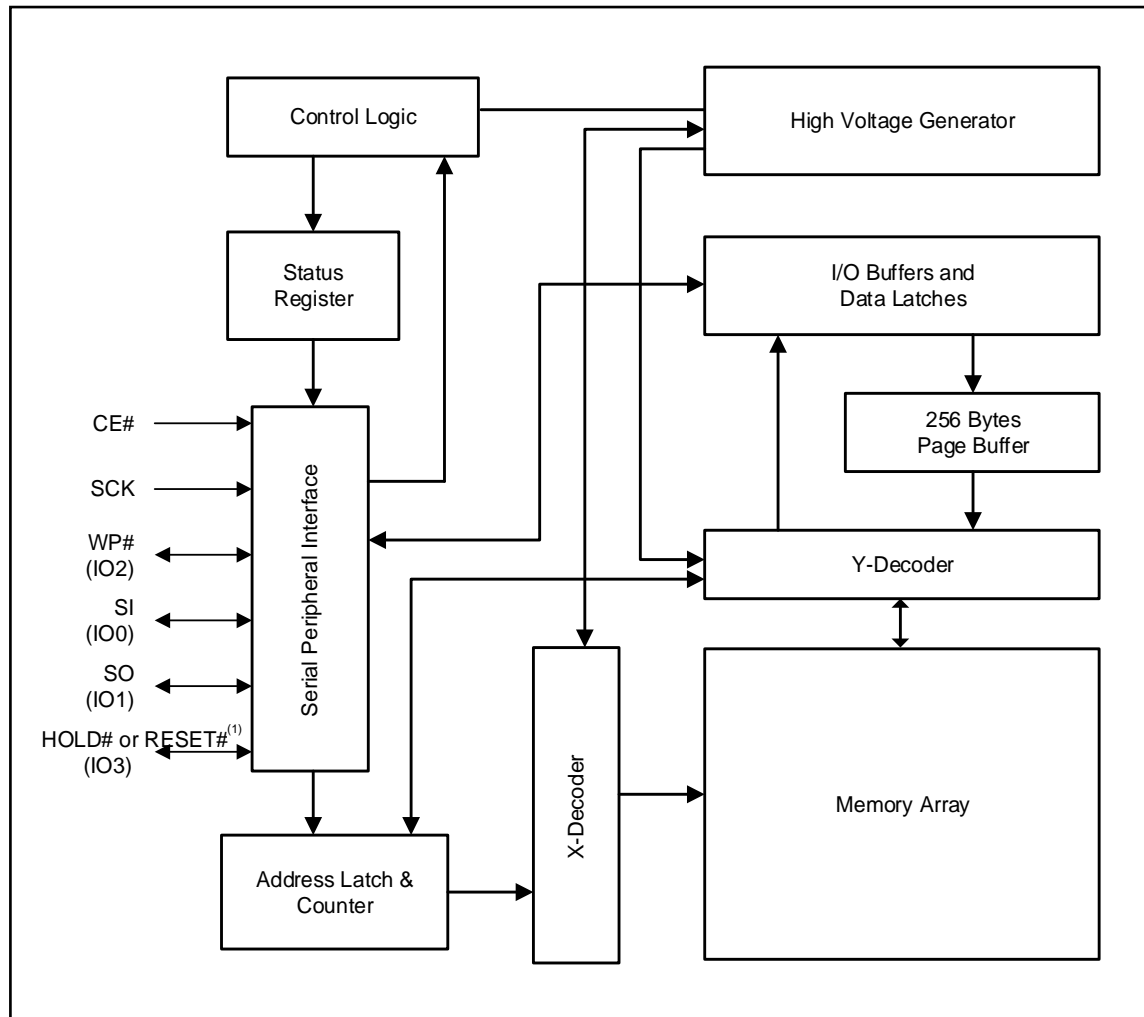 Control Logic
High Voltage Generator
Status
Register
I/O Buffers and
Data Latches
256 Bytes
Page Buffer
CE#
SCK
WP#
(IO2)
SI
(IO0)
SO
(IO1)
HOLD# or RESET#(1)
(IO3)
Serial Peripheral Interface
Y-Decoder
X-Decoder
Memory Array
Address Latch &
Counter